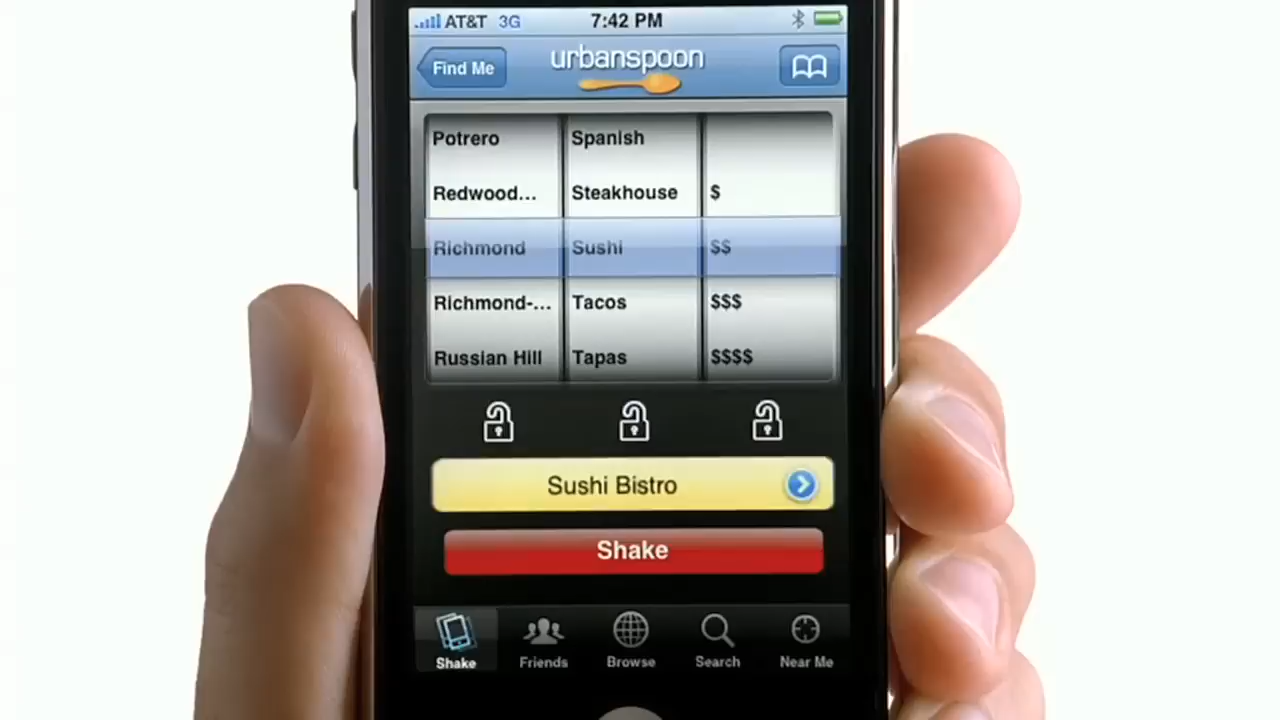 AT&T 3G 7:42 PM
Find Me urbanspoon
Potrero Spanish
Redwood... Steakhouse $
Richmond Sushi $$
Richmond-... Tacos $$$
Russian Hill Tapas $$$$
Sushi Bistro
Shake
Shake Friends Browse Search Near Me